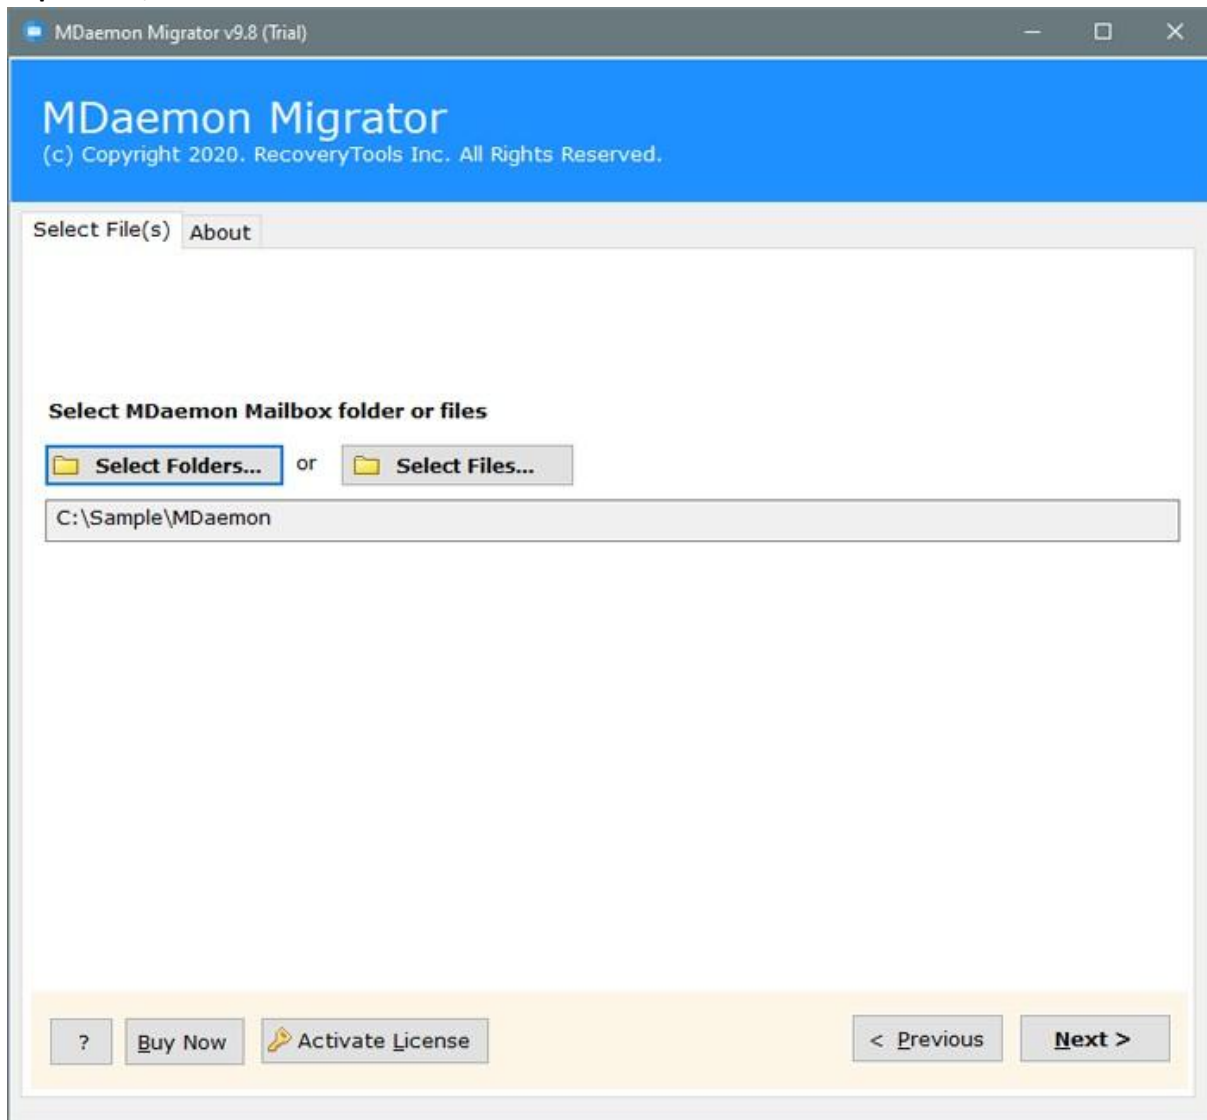 MDaemon Migrator v9.8 (Trial)
MDaemon Migrator
(c) Copyright 2020. RecoveryTools Inc. All Rights Reserved.
Select File(s) About
Select MDaemon Mailbox folder or files
Select Folders... or Select Files...
C:\Sample\MDaemon
? Buy Now Activate License < Previous Next >